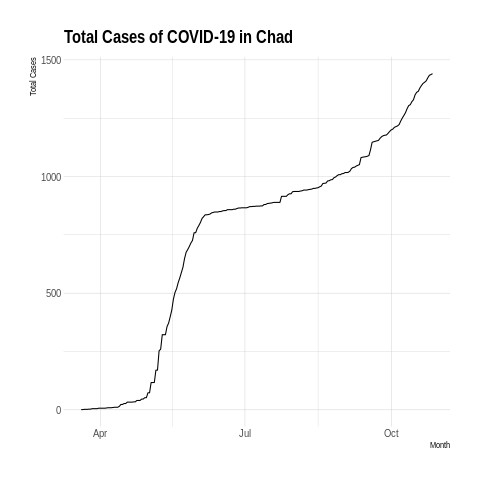 Total Cases of COVID-19 in Chad
Total Cases
1500
1000
500
0
Apr
Jul
Oct
Month